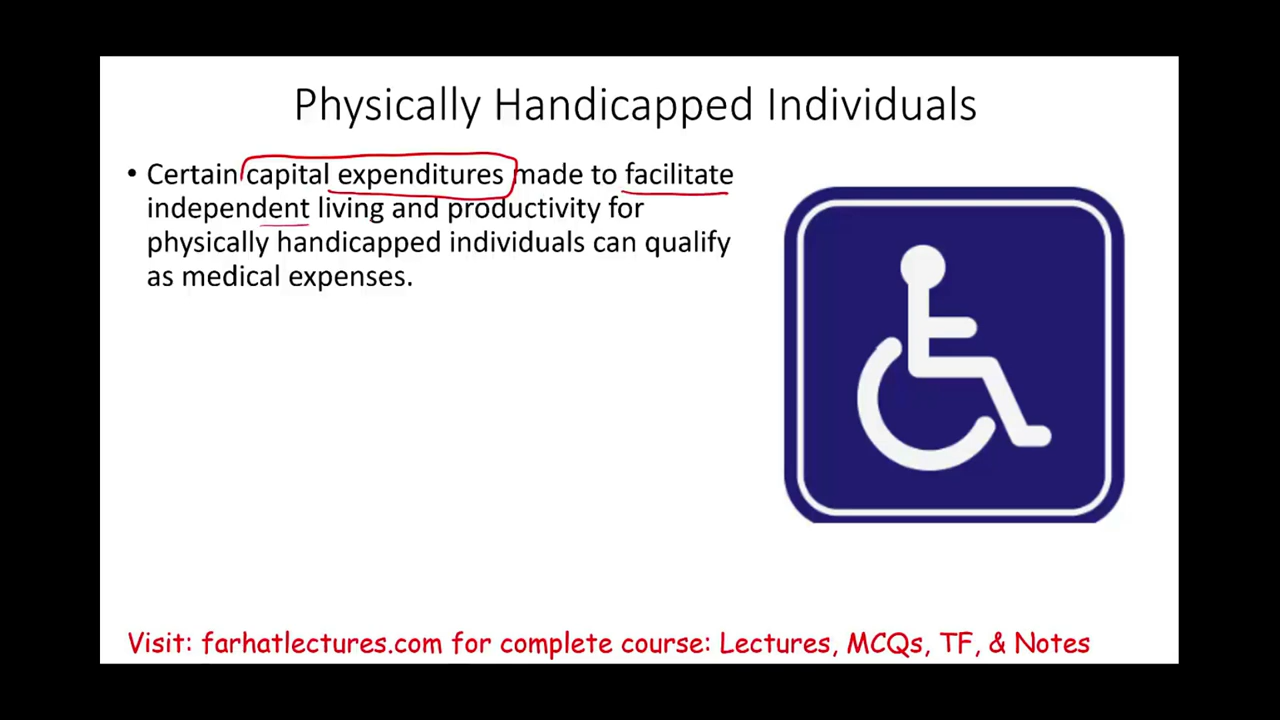 Physically Handicapped Individuals
• Certain capital expenditures made to facilitate
independent living and productivity for
physically handicapped individuals can qualify
as medical expenses.
Visit: farhatlectures.com for complete course: Lectures, MCQs, TF, & Notes